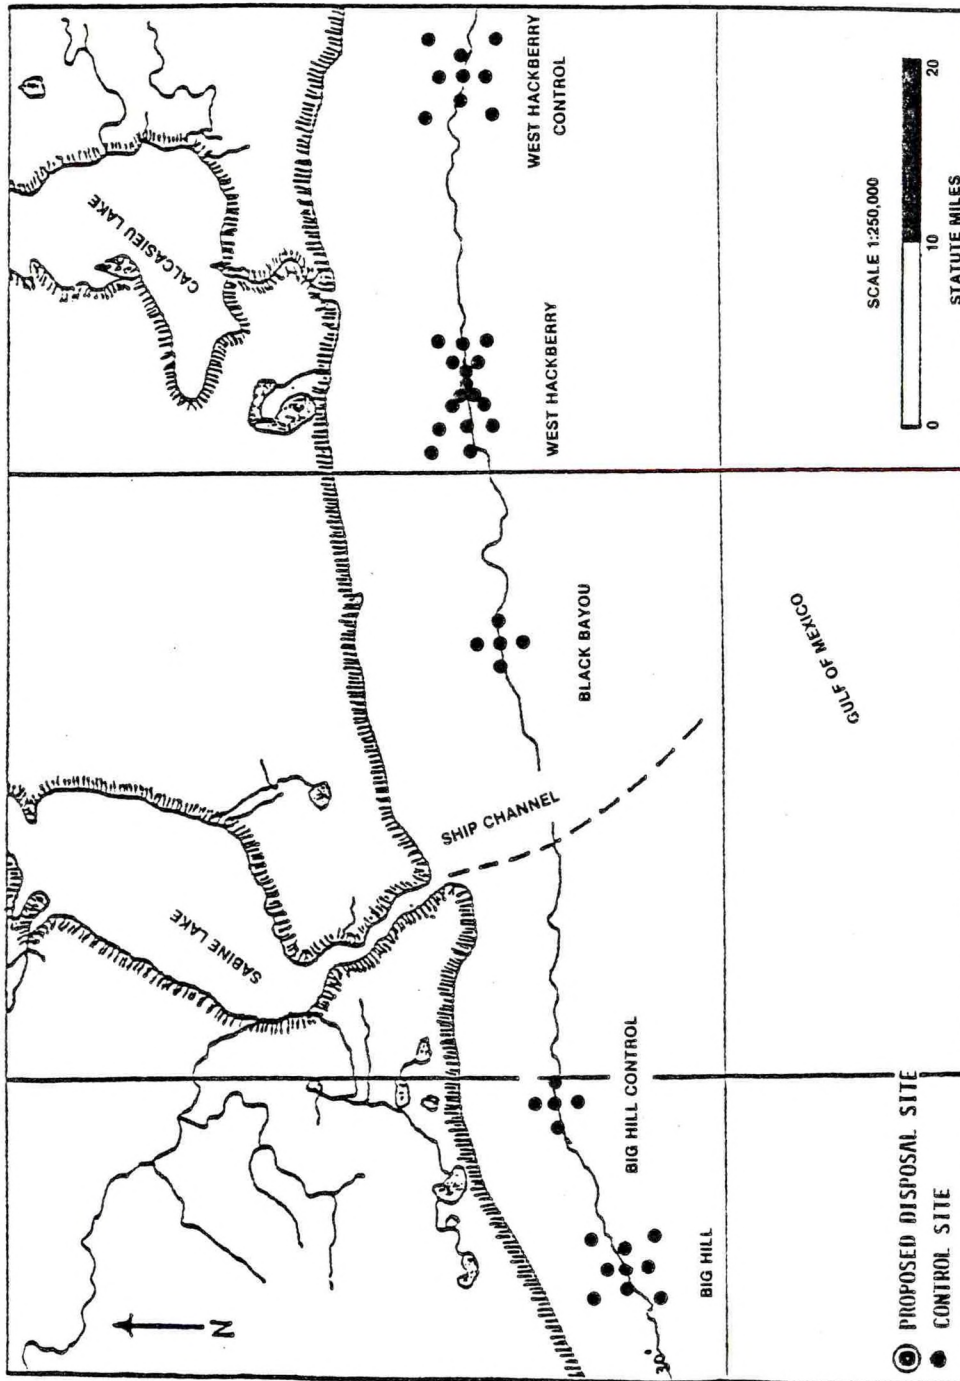 CALCASIEU LAKE
SABINE LAKE
WEST HACKBERRY
CONTROL
WEST HACKBERRY
BLACK BAYOU
SHIP CHANNEL
BIG HILL CONTROL
BIG HILL
30'
N
GULF OF MEXICO
SCALE 1:250,000
0 10 20
STATUTE MILES
PROPOSED DISPOSAL SITE
CONTROL SITE